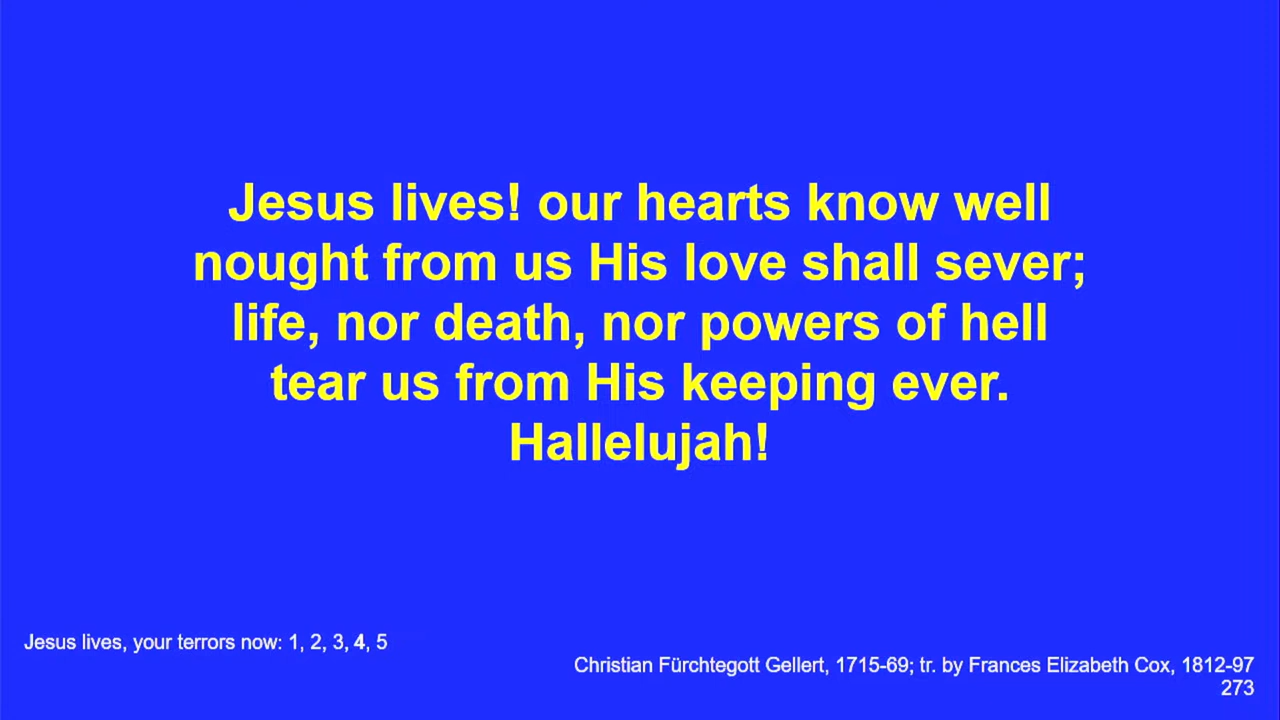 Jesus lives! our hearts know well
nought from us His love shall sever;
life, nor death, nor powers of hell
tear us from His keeping ever.
Hallelujah!
Jesus lives, your terrors now: 1, 2, 3, 4, 5
Christian Fürchtegott Gellert, 1715-69; tr. by Frances Elizabeth Cox, 1812-97
273